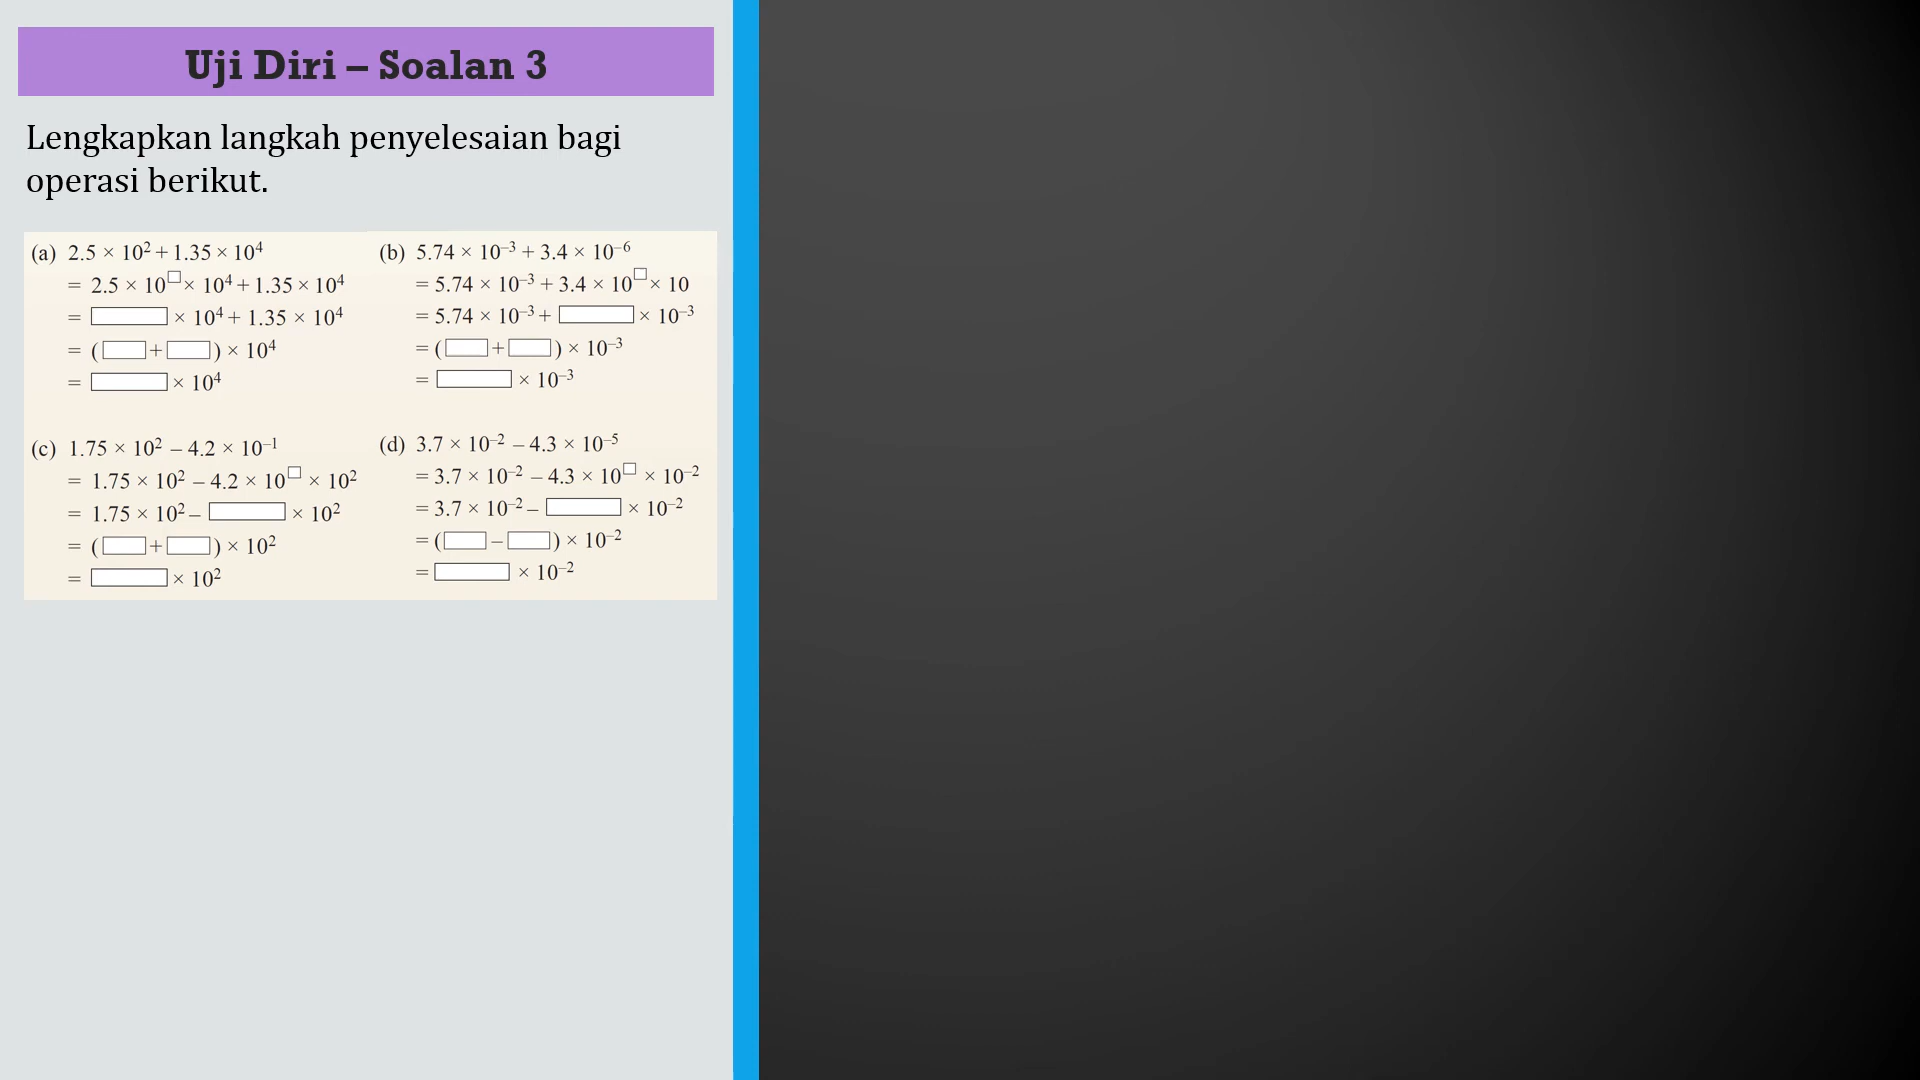 Uji Diri – Soalan 3
Lengkapkan langkah penyelesaian bagi
operasi berikut.
(a) 2.5 × 10² + 1.35 × 10⁴
= 2.5 × 10□ × 10⁴ + 1.35 × 10⁴
= □ × 10⁴ + 1.35 × 10⁴
= (□ + □) × 10⁴
= □ × 10⁴
(b) 5.74 × 10⁻³ + 3.4 × 10⁻⁶
= 5.74 × 10⁻³ + 3.4 × 10□ × 10
= 5.74 × 10⁻³ + □ × 10⁻³
= (□ + □) × 10⁻³
= □ × 10⁻³
(c) 1.75 × 10² – 4.2 × 10⁻¹
= 1.75 × 10² – 4.2 × 10□ × 10²
= 1.75 × 10² – □ × 10²
= (□ + □) × 10²
= □ × 10²
(d) 3.7 × 10⁻² – 4.3 × 10⁻⁵
= 3.7 × 10⁻² – 4.3 × 10□ × 10⁻²
= 3.7 × 10⁻² – □ × 10⁻²
= (□ – □) × 10⁻²
= □ × 10⁻²